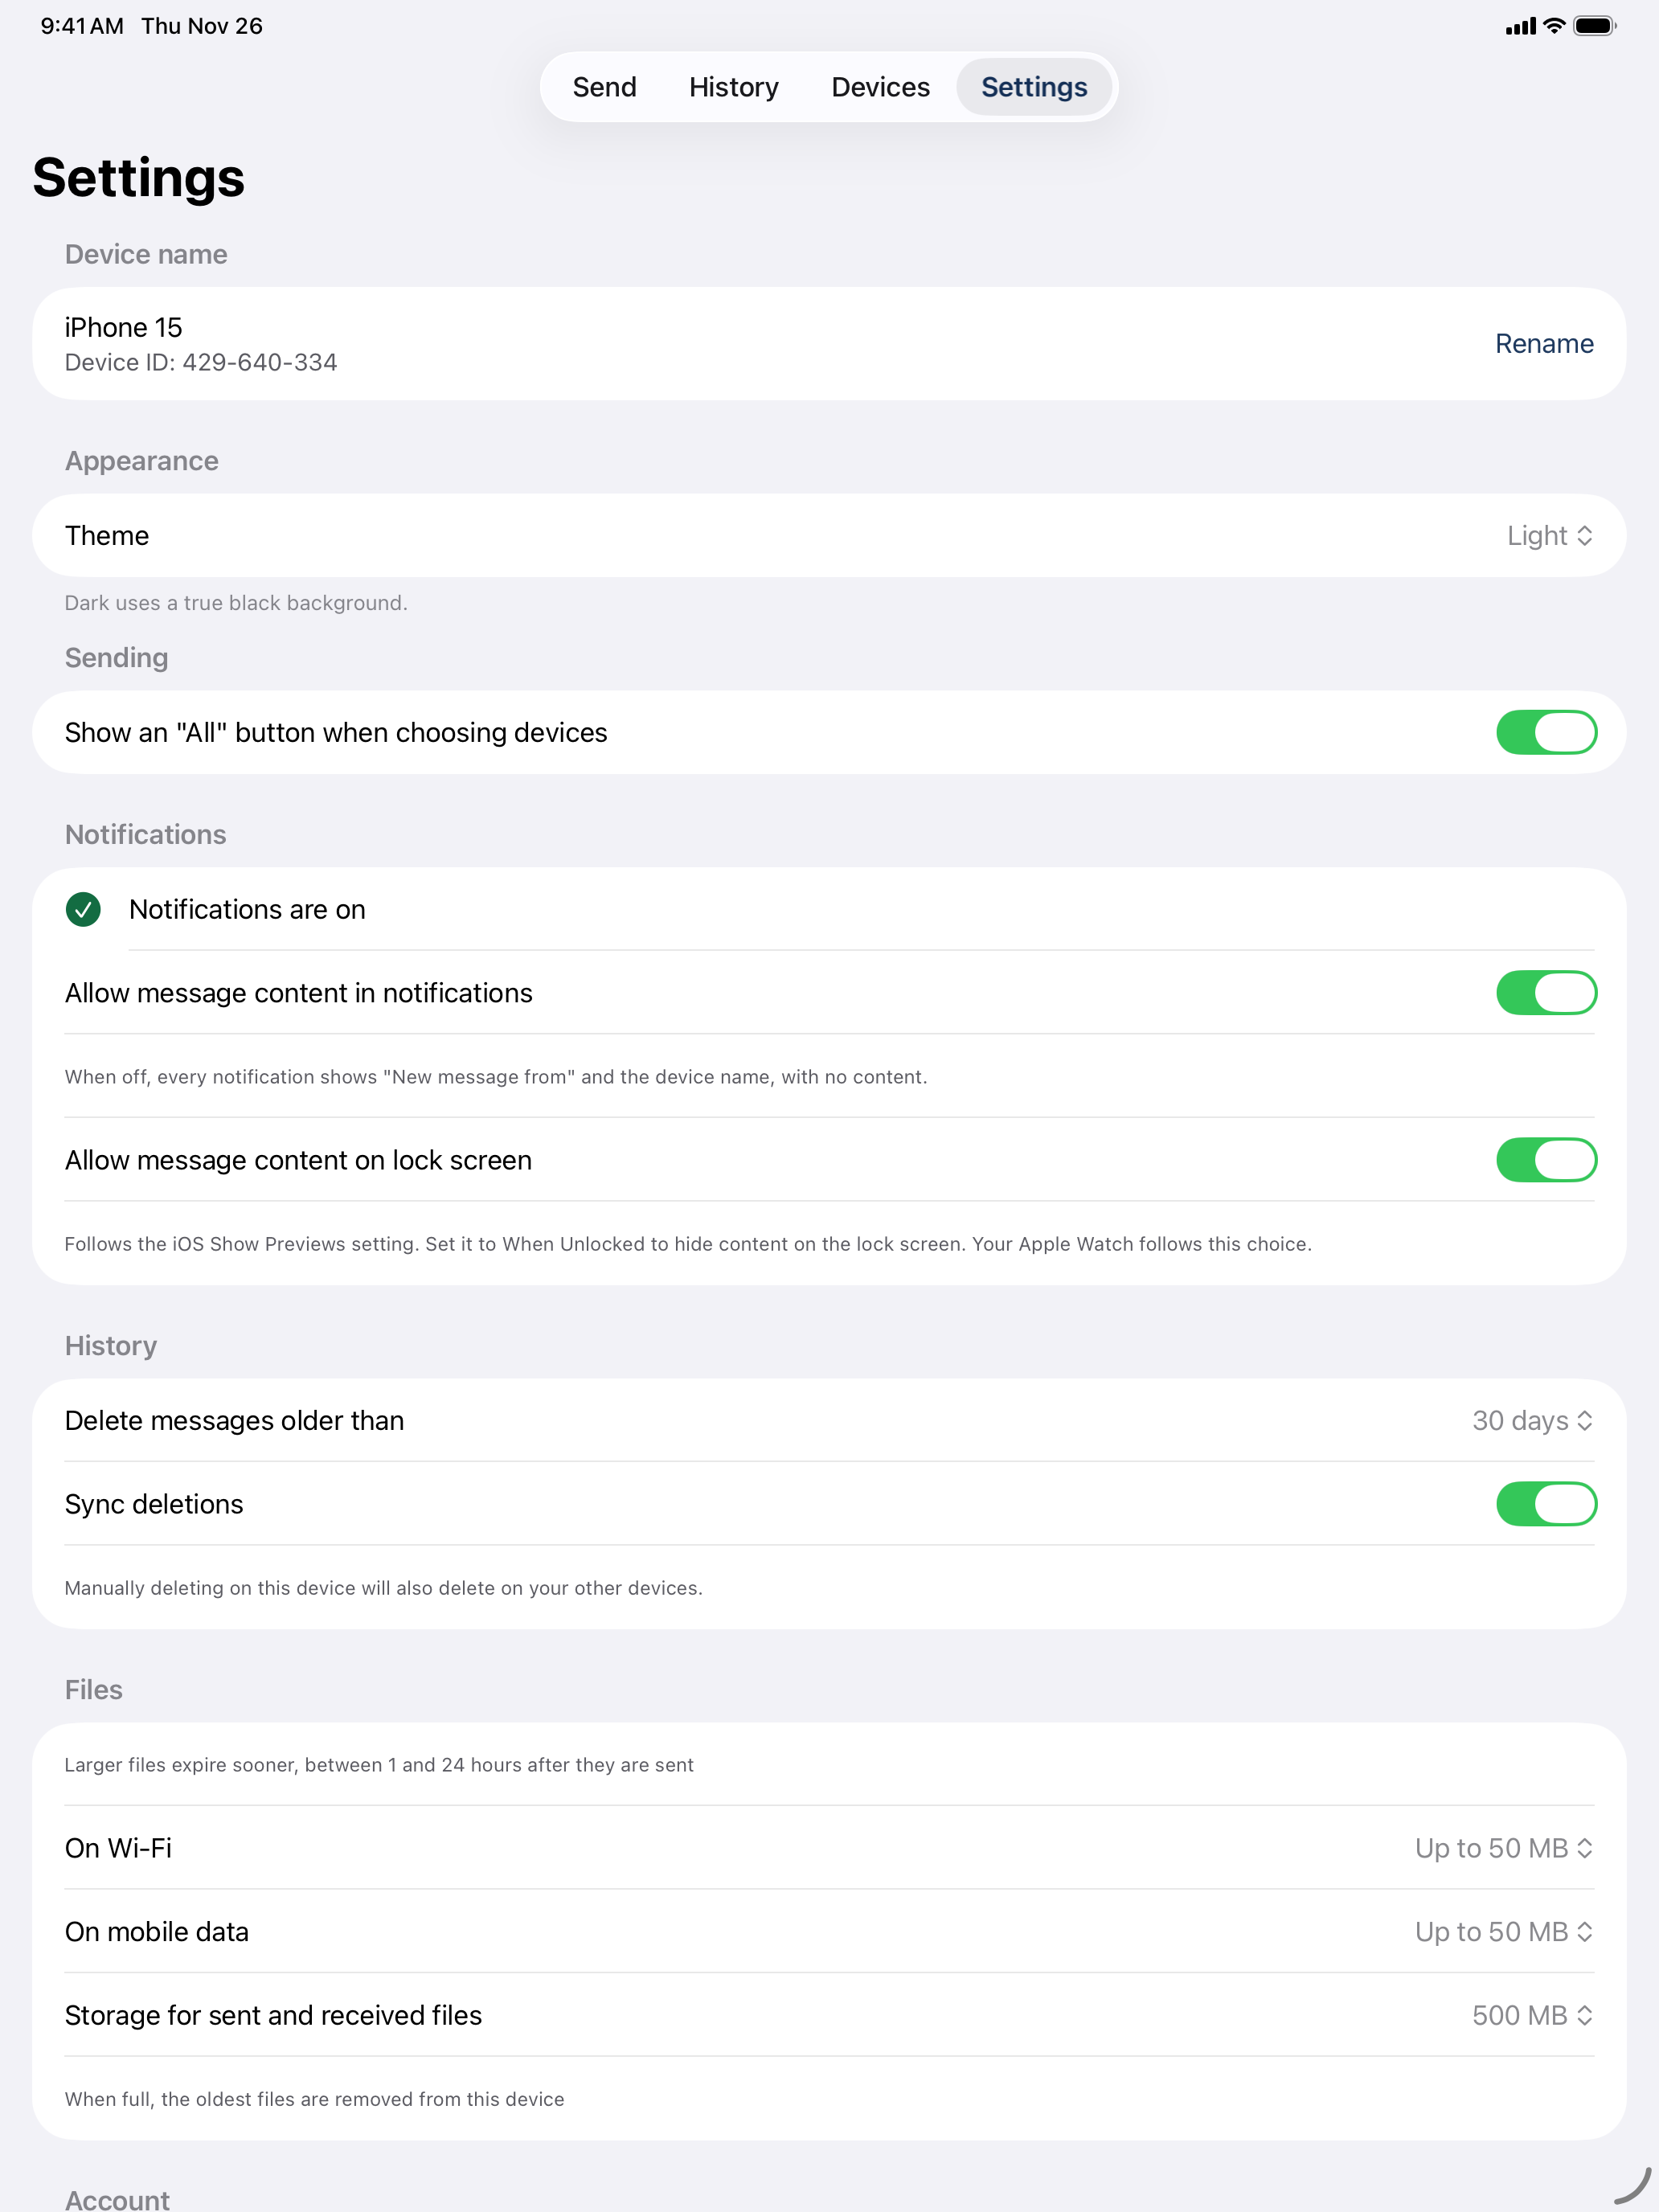 9:41 AM Thu Nov 26
Send History Devices Settings
Settings
Device name
iPhone 15
Device ID: 429-640-334
Rename
Appearance
Theme Light
Dark uses a true black background.
Sending
Show an "All" button when choosing devices
Notifications
Notifications are on
Allow message content in notifications
When off, every notification shows "New message from" and the device name, with no content.
Allow message content on lock screen
Follows the iOS Show Previews setting. Set it to When Unlocked to hide content on the lock screen. Your Apple Watch follows this choice.
History
Delete messages older than 30 days
Sync deletions
Manually deleting on this device will also delete on your other devices.
Files
Larger files expire sooner, between 1 and 24 hours after they are sent
On Wi-Fi Up to 50 MB
On mobile data Up to 50 MB
Storage for sent and received files 500 MB
When full, the oldest files are removed from this device
Account